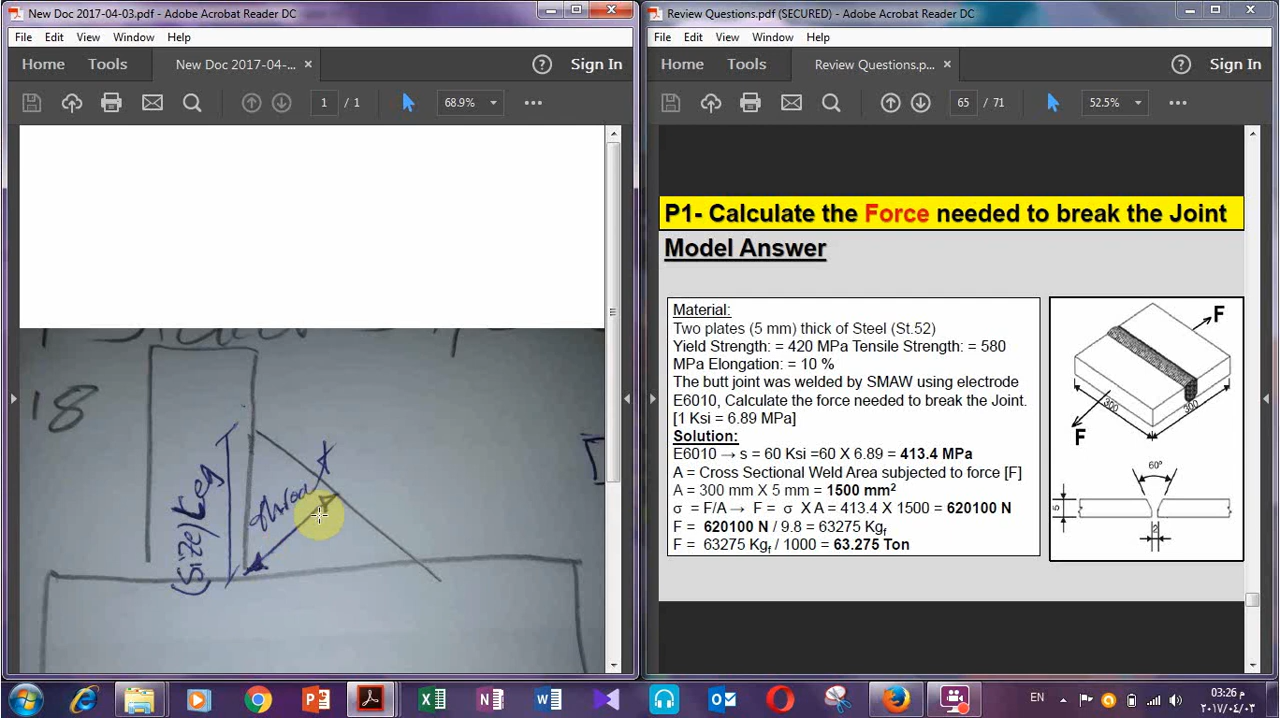 New Doc 2017-04-03.pdf - Adobe Acrobat Reader DC
File Edit View Window Help
Home Tools New Doc 2017-04-... × Sign In
1 / 1 68.9%
18
(Size/Leg
throat
Review Questions.pdf (SECURED) - Adobe Acrobat Reader DC
File Edit View Window Help
Home Tools Review Questions.p... × Sign In
65 / 71 52.5%
P1- Calculate the Force needed to break the Joint
Model Answer
Material:
Two plates (5 mm) thick of Steel (St.52)
Yield Strength: = 420 MPa Tensile Strength: = 580
MPa Elongation: = 10 %
The butt joint was welded by SMAW using electrode
E6010, Calculate the force needed to break the Joint.
[1 Ksi = 6.89 MPa]
Solution:
E6010 → s = 60 Ksi =60 X 6.89 = 413.4 MPa
A = Cross Sectional Weld Area subjected to force [F]
A = 300 mm X 5 mm = 1500 mm²
σ = F/A → F = σ X A = 413.4 X 1500 = 620100 N
F = 620100 N / 9.8 = 63275 Kgf
F = 63275 Kgf / 1000 = 63.275 Ton
F
300 300
F
60°
5
2
EN
03:26 م
٢٠١٧/٠٤/٠٣